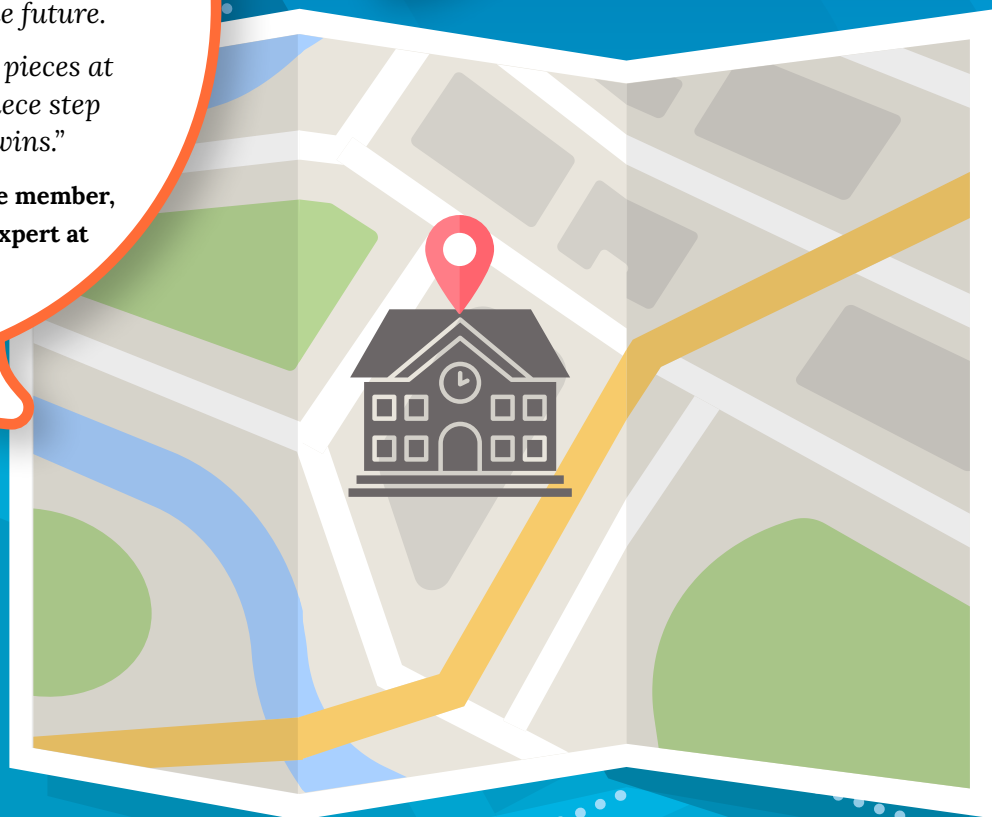 e future.
pieces at
ece step
wins.”
e member,
xpert at